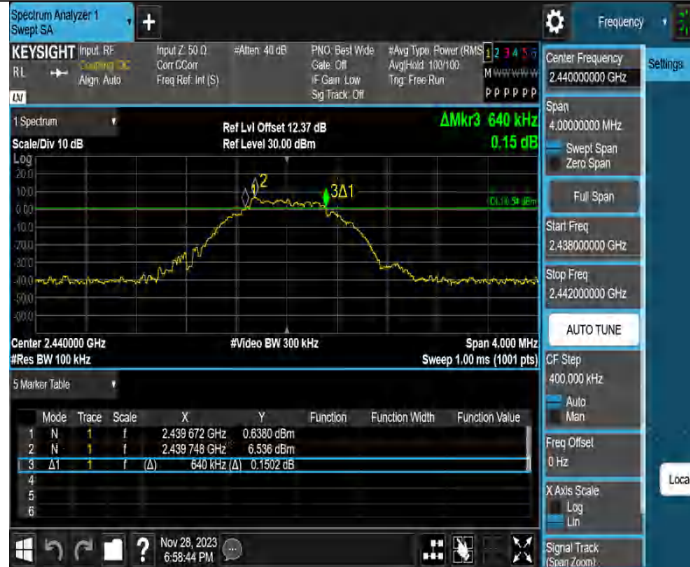 Spectrum Analyzer 1
Swept SA
+
Frequency
KEYSIGHT
RL
Input: RF
Coupling: DC
Align: Auto
Input Z: 50 Ω
Corr CCorr
Freq Ref: Int (S)
#Atten: 40 dB
PNO: Best Wide
Gate: Off
IF Gain: Low
Sig Track: Off
#Avg Type: Power (RMS
Avg|Hold: 100/100
Trig: Free Run
1 2 3 4 5 6
M W W W W W
P P P P P P
Settings
Center Frequency
2.440000000 GHz
Span
4.00000000 MHz
Swept Span
Zero Span
Full Span
Start Freq
2.438000000 GHz
Stop Freq
2.442000000 GHz
AUTO TUNE
CF Step
400.000 kHz
Auto
Man
Freq Offset
0 Hz
X Axis Scale
Log
Lin
Signal Track
(Span Zoom)
Loca
1 Spectrum
Scale/Div 10 dB
Ref Lvl Offset 12.37 dB
Ref Level 30.00 dBm
ΔMkr3 640 kHz
0.15 dB
Log
20.0
10.0
0.00
-10.0
-20.0
-30.0
-40.0
-50.0
-60.0
2
3Δ1
Center 2.440000 GHz
#Res BW 100 kHz
#Video BW 300 kHz
Span 4.000 MHz
Sweep 1.00 ms (1001 pts)
5 Marker Table
Mode Trace Scale X Y Function Function Width Function Value
1 N 1 f 2.439 672 GHz 0.6380 dBm
2 N 1 f 2.439 748 GHz 6.536 dBm
3 Δ1 1 f (Δ) 640 kHz (Δ) 0.1502 dB
4
5
6
?
Nov 28, 2023
6:58:44 PM